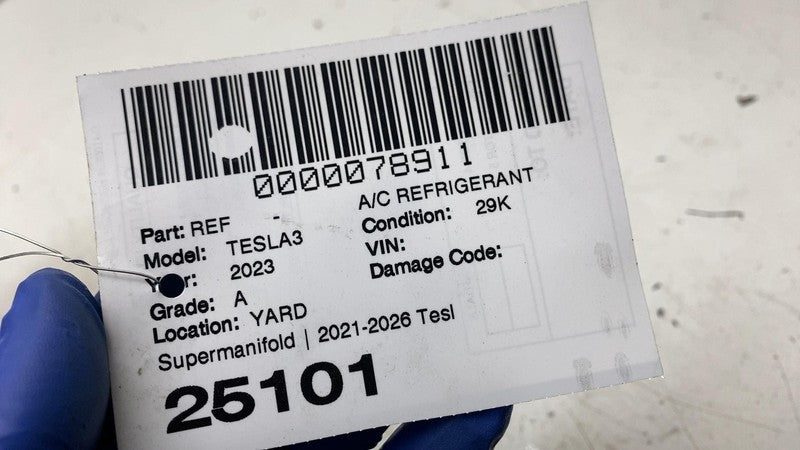 0000078911
Part: REF - A/C REFRIGERANT
Model: TESLA3 Condition: 29K
2023 VIN:
Grade: A Damage Code:
Location: YARD
Supermanifold | 2021-2026 Tesl
25101